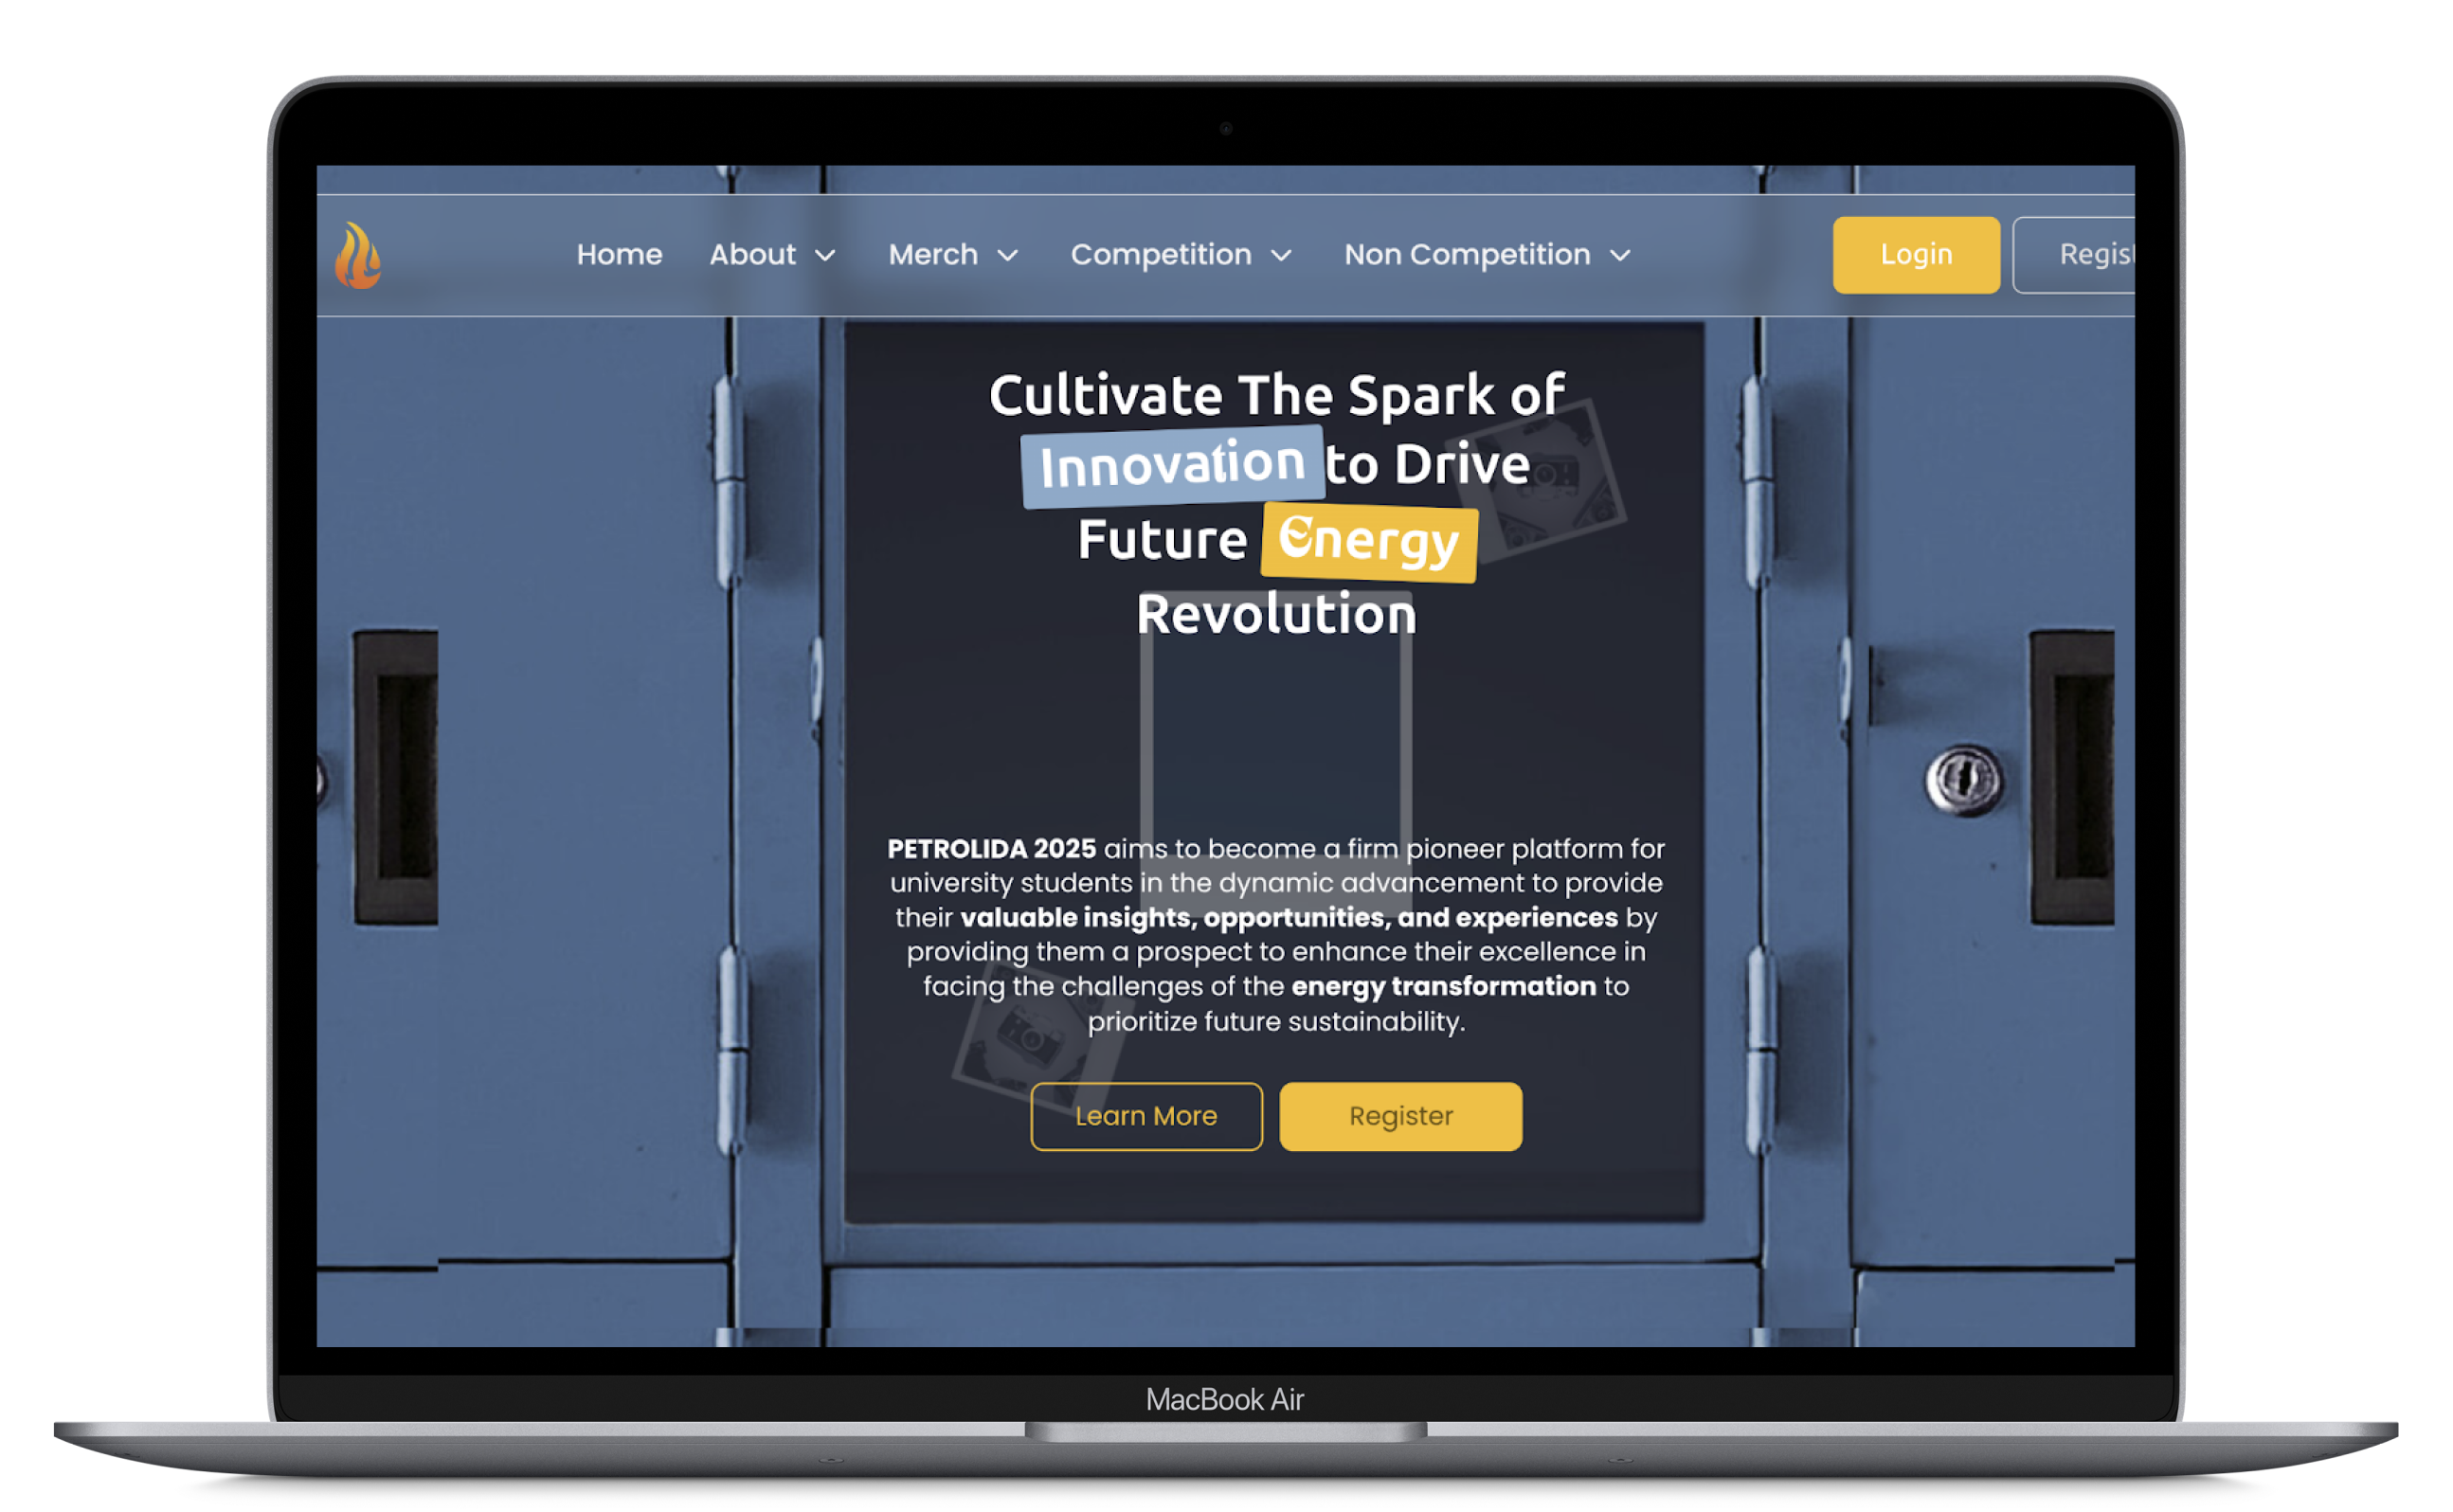 Home About Merch Competition Non Competition Login Regist
Cultivate The Spark of
Innovation to Drive
Future Energy
Revolution
PETROLIDA 2025 aims to become a firm pioneer platform for
university students in the dynamic advancement to provide
their valuable insights, opportunities, and experiences by
providing them a prospect to enhance their excellence in
facing the challenges of the energy transformation to
prioritize future sustainability.
Learn More Register
MacBook Air